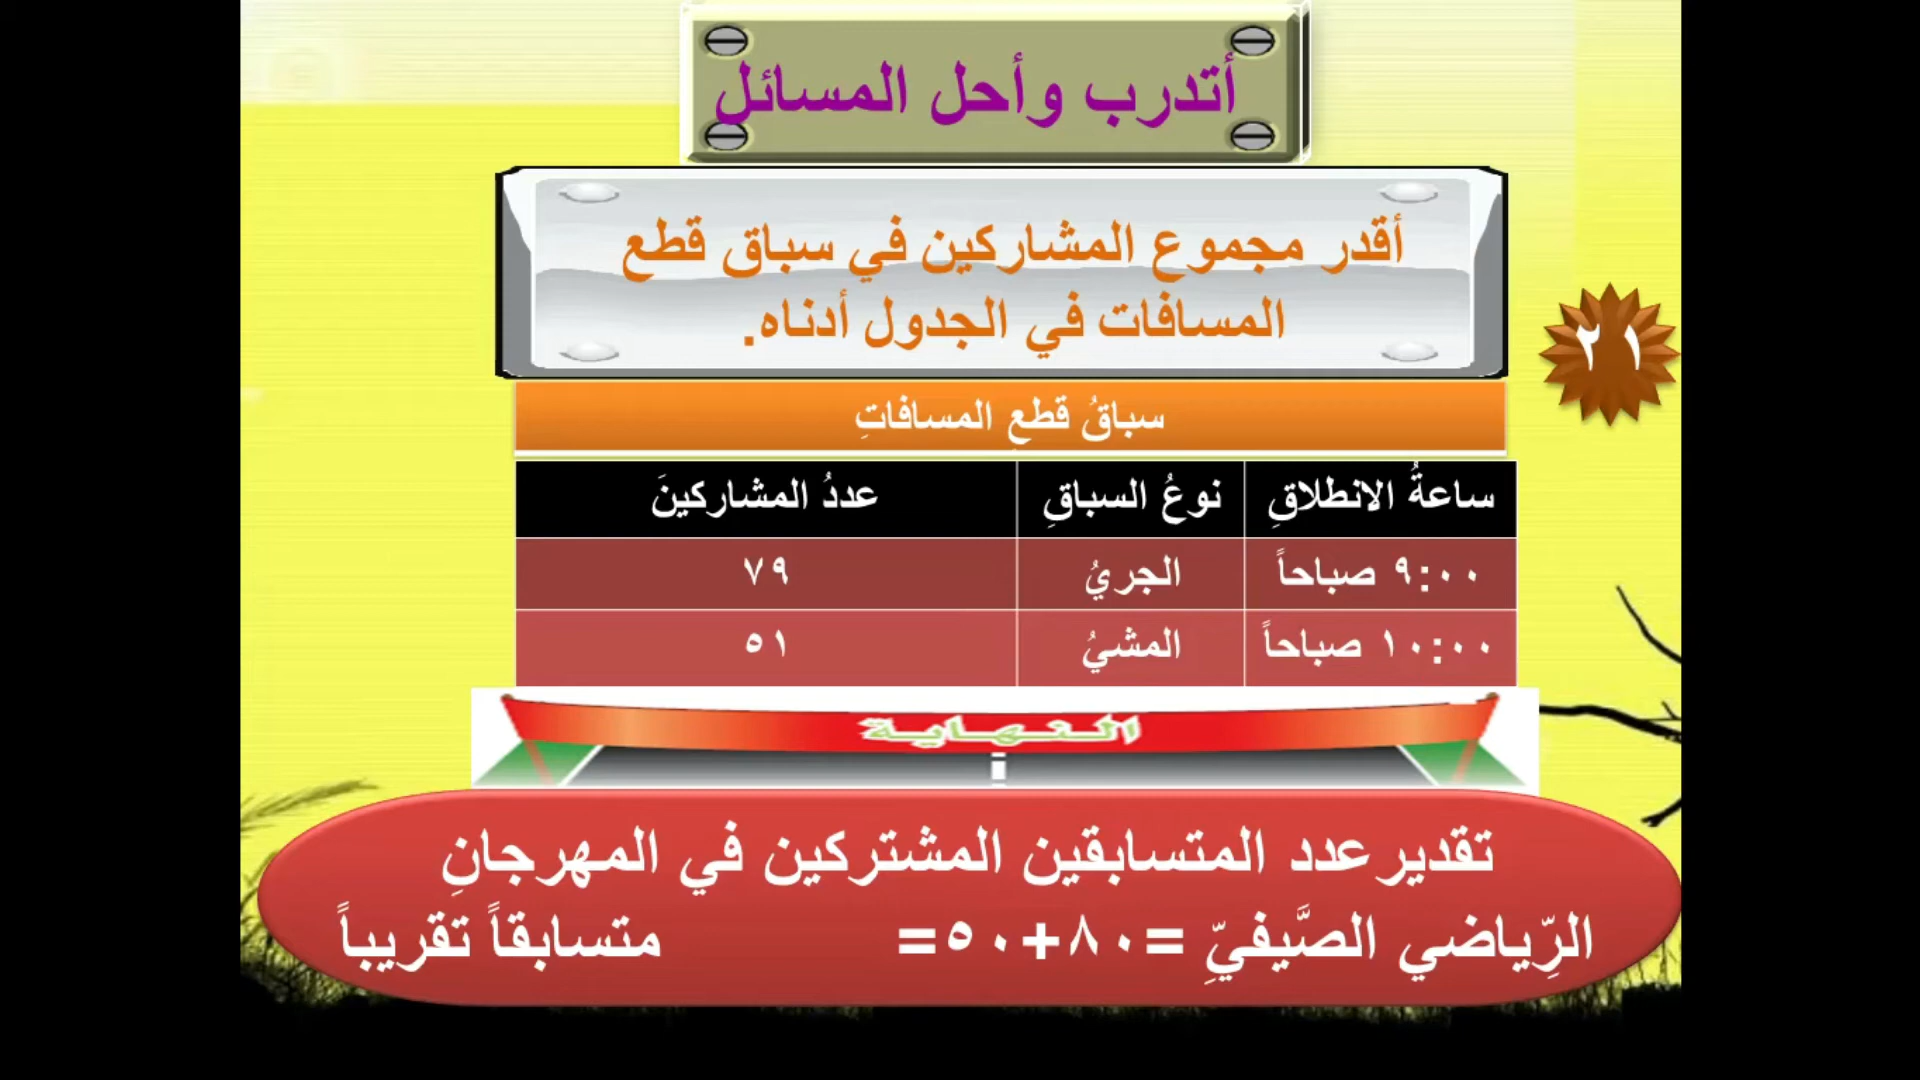 أتدرب وأحل المسائل
أقدر مجموع المشاركين في سباق قطع
المسافات في الجدول أدناه.
٢١
سباقُ قطعِ المسافاتِ
ساعةُ الانطلاقِ نوعُ السباقِ عددُ المشاركينَ
٩:٠٠ صباحاً الجريُ ٧٩
١٠:٠٠ صباحاً المشيُ ٥١
النهاية
تقدير عدد المتسابقين المشتركين في المهرجانِ
الرِّياضي الصَّيفيِّ =٨٠+٥٠= متسابقاً تقريباً